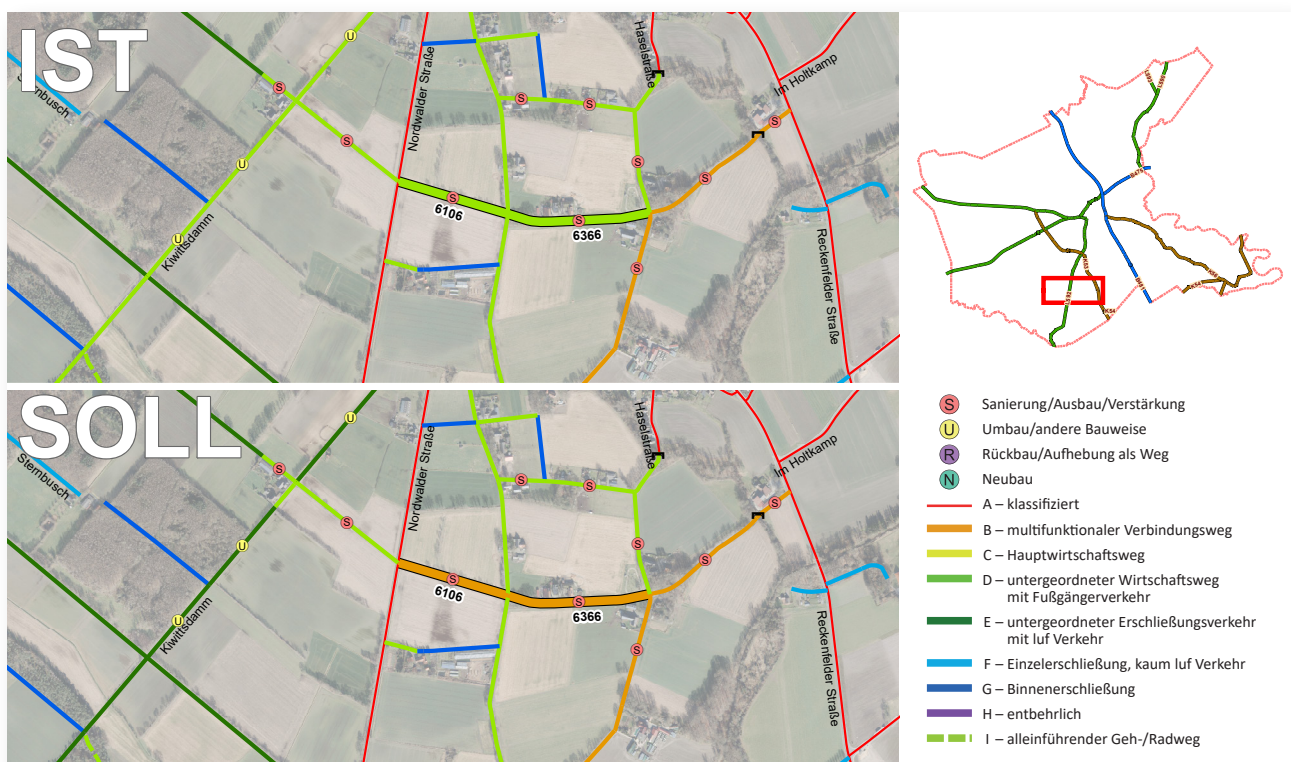 IST
Sternbusch
Nordwalder Straße
Haselstraße
Im Holtkamp
Kiwittsdamm
Reckenfelder Straße
S
S
S
S
S
S
S
S
S
S
U
U
U
6106
6366
K53
K54
SOLL
Sternbusch
Nordwalder Straße
Haselstraße
Im Holtkamp
Kiwittsdamm
Reckenfelder Straße
S
S
S
S
S
S
S
S
S
S
U
U
U
6106
6366
S Sanierung/Ausbau/Verstärkung
U Umbau/andere Bauweise
R Rückbau/Aufhebung als Weg
N Neubau
A – klassifiziert
B – multifunktionaler Verbindungsweg
C – Hauptwirtschaftsweg
D – untergeordneter Wirtschaftsweg
mit Fußgängerverkehr
E – untergeordneter Erschließungsverkehr
mit luf Verkehr
F – Einzelerschließung, kaum luf Verkehr
G – Binnenerschließung
H – entbehrlich
I – alleinführender Geh-/Radweg